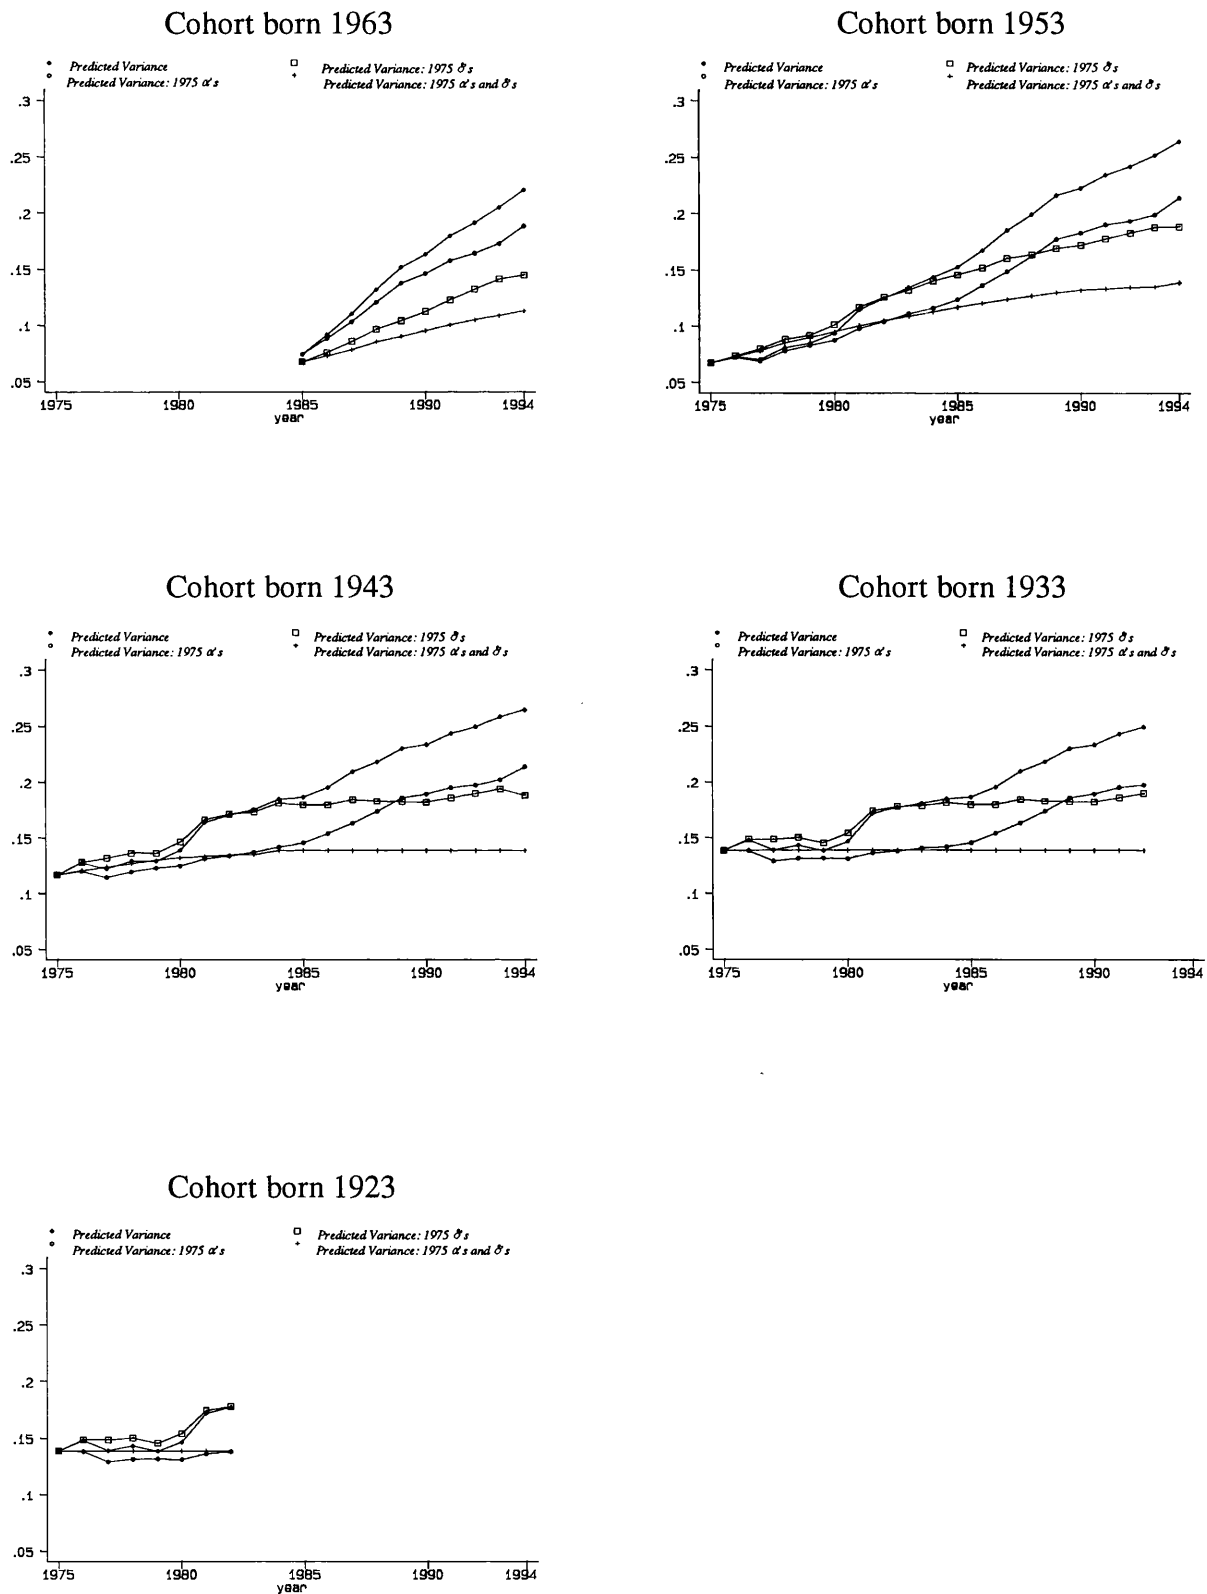 Cohort born 1963
Predicted Variance
Predicted Variance: 1975 α's
Predicted Variance: 1975 δ's
Predicted Variance: 1975 α's and δ's
.3
.25
.2
.15
.1
.05
1975 1980 1985 1990 1994
year
Cohort born 1953
Predicted Variance
Predicted Variance: 1975 α's
Predicted Variance: 1975 δ's
Predicted Variance: 1975 α's and δ's
.3
.25
.2
.15
.1
.05
1975 1980 1985 1990 1994
year
Cohort born 1943
Predicted Variance
Predicted Variance: 1975 α's
Predicted Variance: 1975 δ's
Predicted Variance: 1975 α's and δ's
.3
.25
.2
.15
.1
.05
1975 1980 1985 1990 1994
year
Cohort born 1933
Predicted Variance
Predicted Variance: 1975 α's
Predicted Variance: 1975 δ's
Predicted Variance: 1975 α's and δ's
.3
.25
.2
.15
.1
.05
1975 1980 1985 1990 1994
year
Cohort born 1923
Predicted Variance
Predicted Variance: 1975 α's
Predicted Variance: 1975 δ's
Predicted Variance: 1975 α's and δ's
.3
.25
.2
.15
.1
.05
1975 1980 1985 1990 1994
year